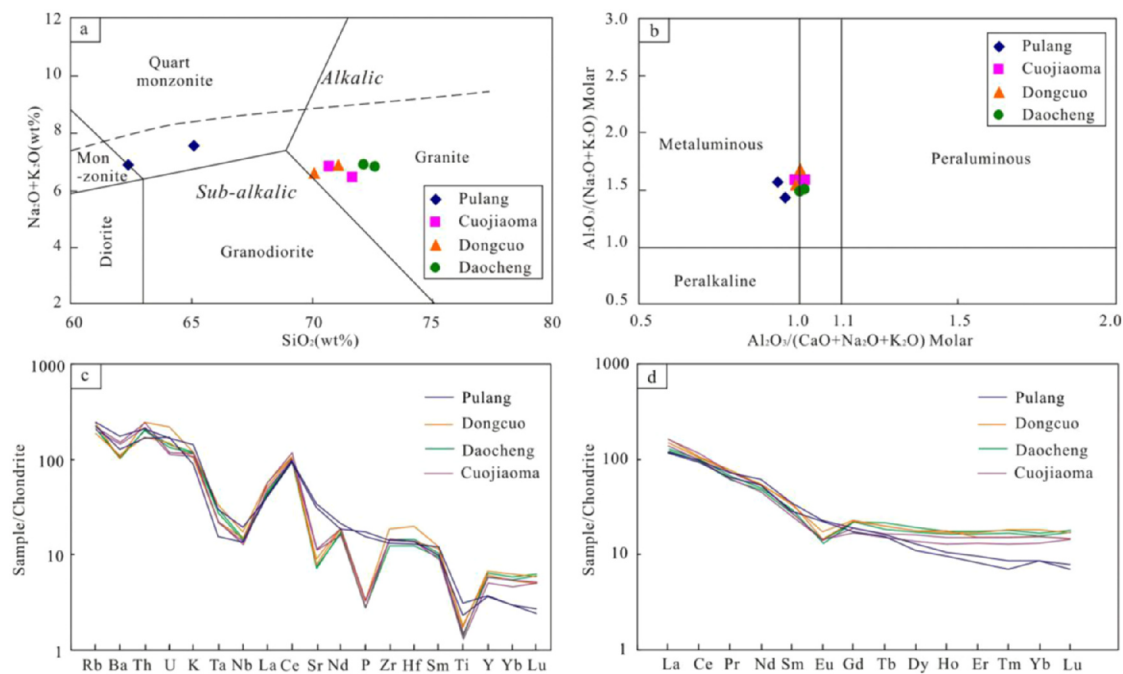 a
Quart
monzonite
Alkalic
Mon
-zonite
Granite
Sub-alkalic
Diorite
Granodiorite
Pulang
Cuojiaoma
Dongcuo
Daocheng
Na₂O+K₂O(wt%)
12
10
8
6
4
2
60
65
70
75
80
SiO₂(wt%)
b
Pulang
Cuojiaoma
Dongcuo
Daocheng
Metaluminous
Peraluminous
Peralkaline
Al₂O₃/(Na₂O+K₂O) Molar
3.0
2.5
2.0
1.5
1.0
0.5
0.5
1.0
1.1
1.5
2.0
Al₂O₃/(CaO+Na₂O+K₂O) Molar
c
Pulang
Dongcuo
Daocheng
Cuojiaoma
Sample/Chondrite
1000
100
10
1
Rb Ba Th U K Ta Nb La Ce Sr Nd P Zr Hf Sm Ti Y Yb Lu
d
Pulang
Dongcuo
Daocheng
Cuojiaoma
Sample/Chondrite
1000
100
10
1
La Ce Pr Nd Sm Eu Gd Tb Dy Ho Er Tm Yb Lu